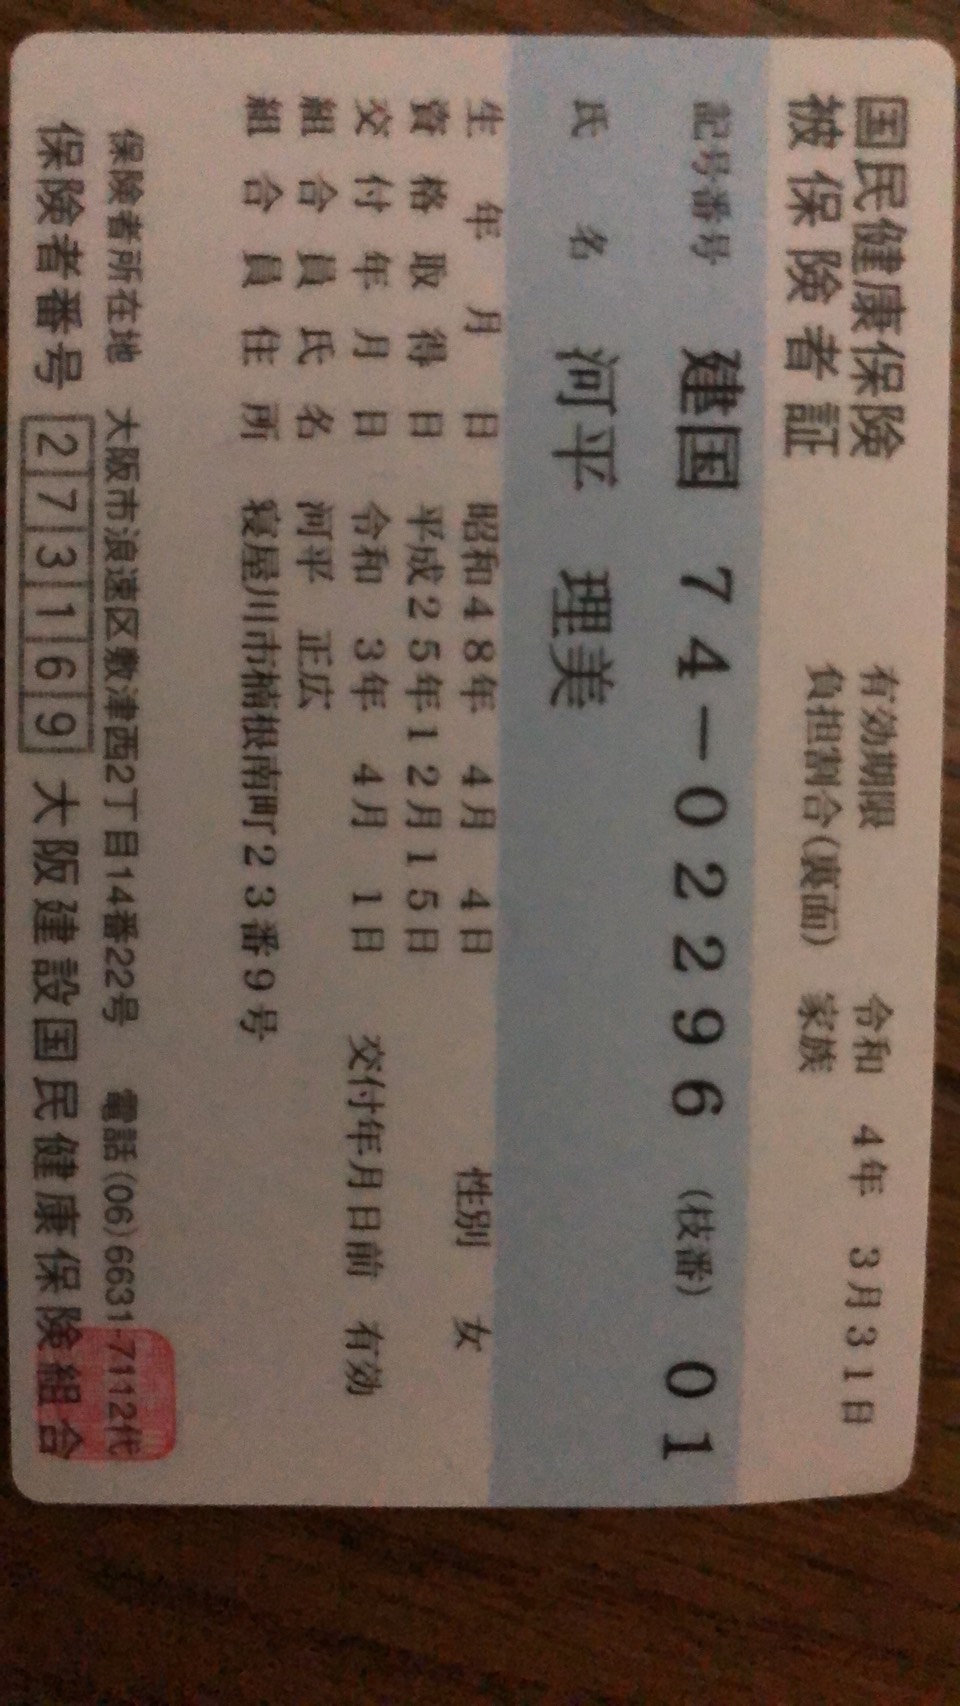 国民健康保険
被保険者証
有効期限 令和 4年 3月31日
負担割合(裏面) 家族
記号番号 建国 74-022296 (枝番) 01
氏名 河平 理美
生年月日 昭和48年 4月 4日 性別 女
資格取得日 平成25年12月15日
交付年月日 令和 3年 4月 1日 交付年月日前 有効
組合員氏名 河平 正広
組合員住所 寝屋川市楠根南町23番9号
保険者所在地 大阪市浪速区敷津西2丁目14番22号 電話(06)6631-7112代
保険者番号 273169 大阪建設国民健康保険組合